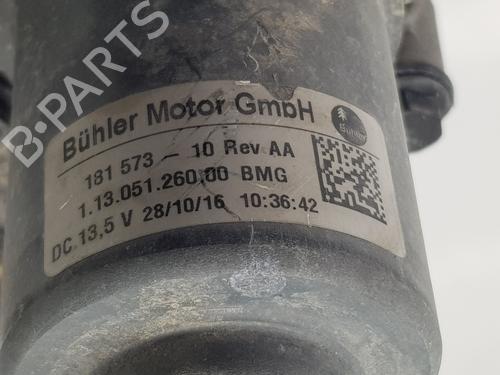 B-PARTS
Bühler Motor GmbH
Bühler
181 573 - 10 Rev AA
1.13.051.260.00 BMG
DC 13,5 V 28/10/16 10:36:42